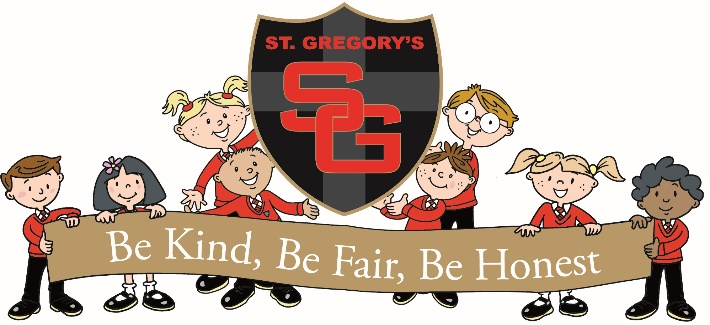 ST. GREGORY'S
SG
Be Kind, Be Fair, Be Honest